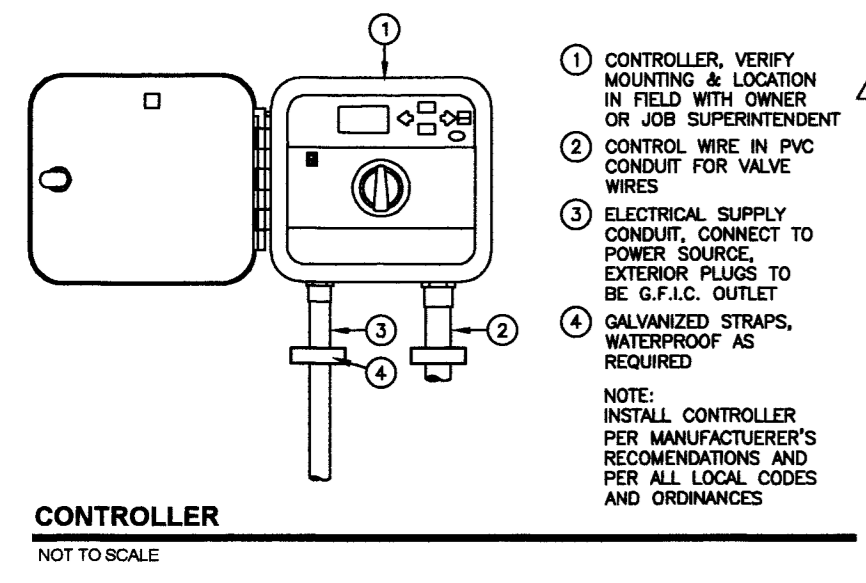 1
1 CONTROLLER, VERIFY
MOUNTING & LOCATION
IN FIELD WITH OWNER
OR JOB SUPERINTENDENT
2 CONTROL WIRE IN PVC
CONDUIT FOR VALVE
WIRES
3 ELECTRICAL SUPPLY
CONDUIT, CONNECT TO
POWER SOURCE,
EXTERIOR PLUGS TO
BE G.F.I.C. OUTLET
4 GALVANIZED STRAPS,
WATERPROOF AS
REQUIRED
3
2
4
NOTE:
INSTALL CONTROLLER
PER MANUFACTUERER'S
RECOMENDATIONS AND
PER ALL LOCAL CODES
AND ORDINANCES
CONTROLLER
NOT TO SCALE